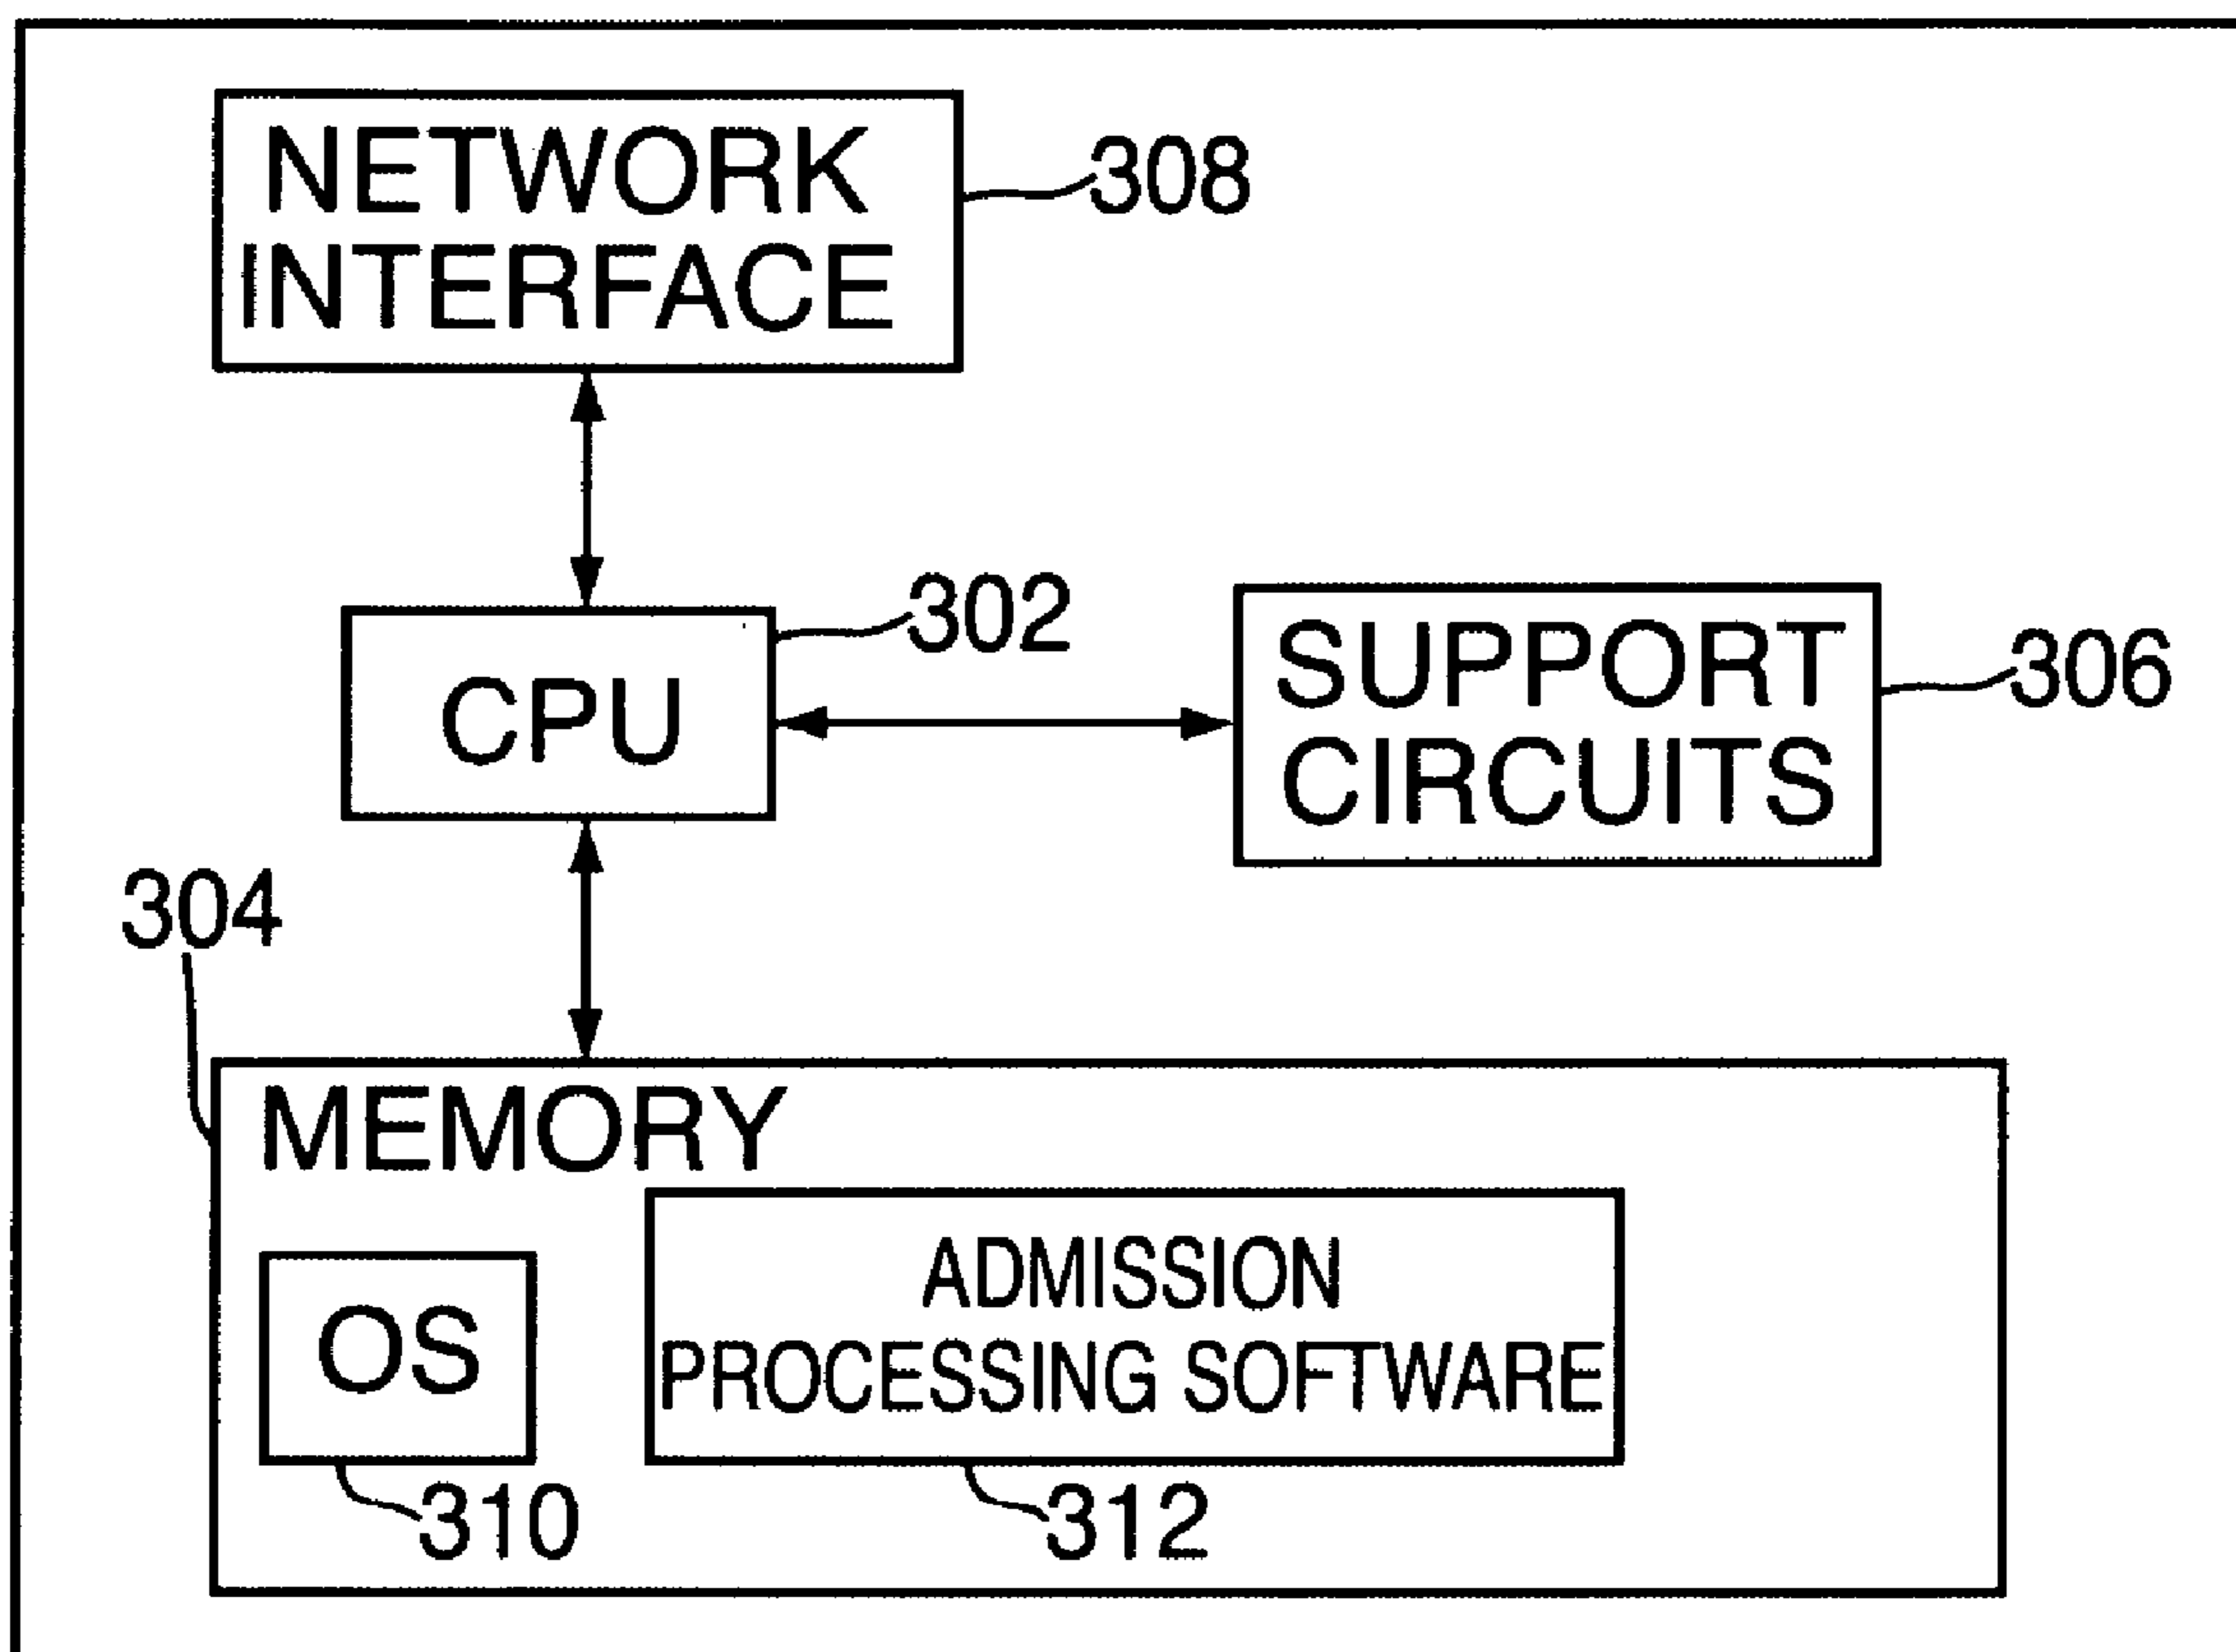 NETWORK
INTERFACE
308
302
CPU
SUPPORT
CIRCUITS
306
304
MEMORY
ADMISSION
PROCESSING SOFTWARE
OS
310
312